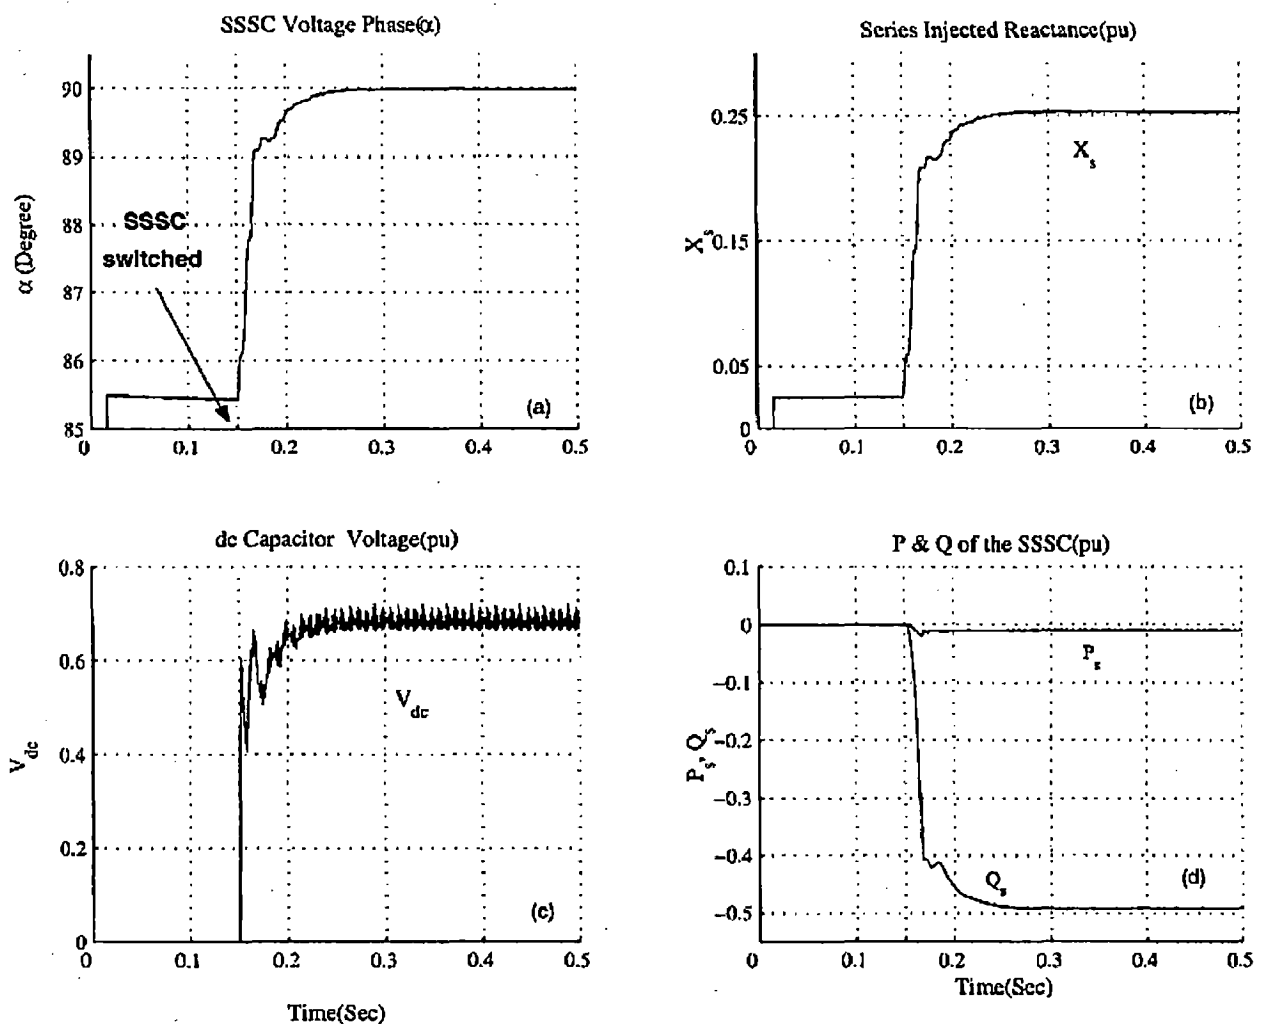 SSSC Voltage Phase(α)
90
89
88
87
86
85
α (Degree)
SSSC
switched
(a)
0 0.1 0.2 0.3 0.4 0.5
Series Injected Reactance(pu)
0.25
0.15
0.05
0
X_s
X_s
(b)
0 0.1 0.2 0.3 0.4 0.5
dc Capacitor Voltage(pu)
0.8
0.6
0.4
0.2
0
V_dc
V_dc
(c)
0 0.1 0.2 0.3 0.4 0.5
Time(Sec)
P & Q of the SSSC(pu)
0.1
0
−0.1
−0.2
−0.3
−0.4
−0.5
P_s, Q_s
P_s
Q_s
(d)
0 0.1 0.2 0.3 0.4 0.5
Time(Sec)